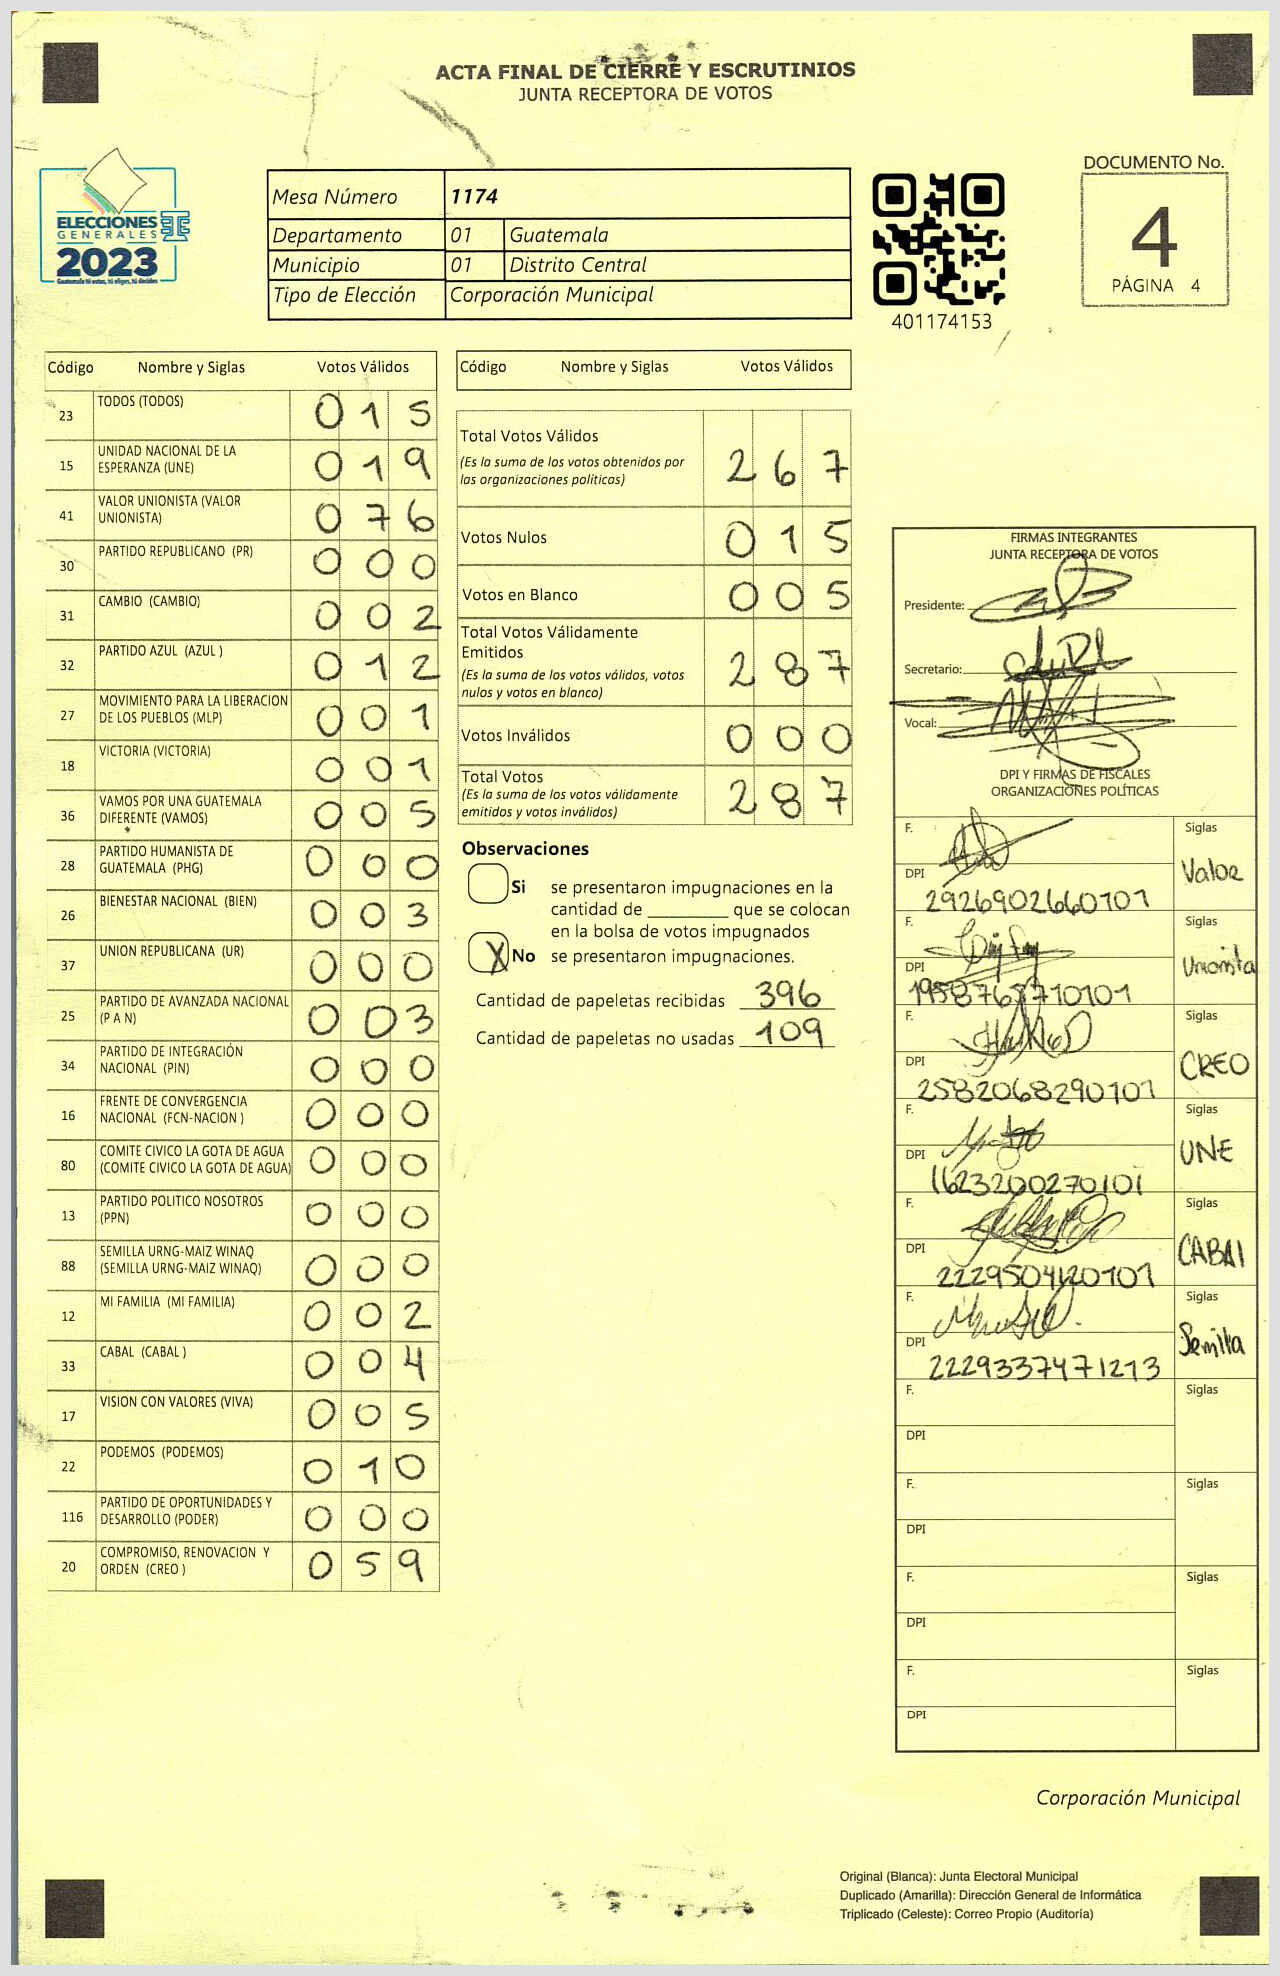 ACTA FINAL DE CIERRE Y ESCRUTINIOS
JUNTA RECEPTORA DE VOTOS
ELECCIONES
GENERALES
2023
Guatemala tú votas, tú eliges, tú decides
Mesa Número 1174
Departamento 01 Guatemala
Municipio 01 Distrito Central
Tipo de Elección Corporación Municipal
401174153
DOCUMENTO No.
4
PÁGINA 4
Código Nombre y Siglas Votos Válidos
23 TODOS (TODOS) 0 1 5
15 UNIDAD NACIONAL DE LA
ESPERANZA (UNE) 0 1 9
41 VALOR UNIONISTA (VALOR
UNIONISTA) 0 7 6
30 PARTIDO REPUBLICANO (PR) 0 0 0
31 CAMBIO (CAMBIO) 0 0 2
32 PARTIDO AZUL (AZUL ) 0 1 2
27 MOVIMIENTO PARA LA LIBERACION
DE LOS PUEBLOS (MLP) 0 0 1
18 VICTORIA (VICTORIA) 0 0 1
36 VAMOS POR UNA GUATEMALA
DIFERENTE (VAMOS) 0 0 5
28 PARTIDO HUMANISTA DE
GUATEMALA (PHG) 0 0 0
26 BIENESTAR NACIONAL (BIEN) 0 0 3
37 UNION REPUBLICANA (UR) 0 0 0
25 PARTIDO DE AVANZADA NACIONAL
(P A N) 0 0 3
34 PARTIDO DE INTEGRACIÓN
NACIONAL (PIN) 0 0 0
16 FRENTE DE CONVERGENCIA
NACIONAL (FCN-NACION ) 0 0 0
80 COMITE CIVICO LA GOTA DE AGUA
(COMITE CIVICO LA GOTA DE AGUA) 0 0 0
13 PARTIDO POLITICO NOSOTROS
(PPN) 0 0 0
88 SEMILLA URNG-MAIZ WINAQ
(SEMILLA URNG-MAIZ WINAQ) 0 0 0
12 MI FAMILIA (MI FAMILIA) 0 0 2
33 CABAL (CABAL ) 0 0 4
17 VISION CON VALORES (VIVA) 0 0 5
22 PODEMOS (PODEMOS) 0 1 0
116 PARTIDO DE OPORTUNIDADES Y
DESARROLLO (PODER) 0 0 0
20 COMPROMISO, RENOVACION Y
ORDEN (CREO ) 0 5 9
Código Nombre y Siglas Votos Válidos
Total Votos Válidos
(Es la suma de los votos obtenidos por
las organizaciones políticas) 2 6 7
Votos Nulos 0 1 5
Votos en Blanco 0 0 5
Total Votos Válidamente
Emitidos
(Es la suma de los votos válidos, votos
nulos y votos en blanco) 2 8 7
Votos Inválidos 0 0 0
Total Votos
(Es la suma de los votos válidamente
emitidos y votos inválidos) 2 8 7
Observaciones
Si se presentaron impugnaciones en la
cantidad de ________ que se colocan
en la bolsa de votos impugnados
X No se presentaron impugnaciones.
Cantidad de papeletas recibidas 396
Cantidad de papeletas no usadas 109
FIRMAS INTEGRANTES
JUNTA RECEPTORA DE VOTOS
Presidente:
Secretario:
Vocal:
DPI Y FIRMAS DE FISCALES
ORGANIZACIONES POLÍTICAS
F. Siglas
Valor
DPI 2926902660101
F. Siglas
Unionista
DPI
F. Siglas
CREO
DPI 2582068290101
F. Siglas
UNE
DPI 1623200270101
F. Siglas
CABAl
DPI 2229504120101
F. Siglas
Semilla
DPI 2229337471213
F. Siglas
DPI
F. Siglas
DPI
F. Siglas
DPI
F. Siglas
DPI
Corporación Municipal
Original (Blanca): Junta Electoral Municipal
Duplicado (Amarilla): Dirección General de Informática
Triplicado (Celeste): Correo Propio (Auditoría)